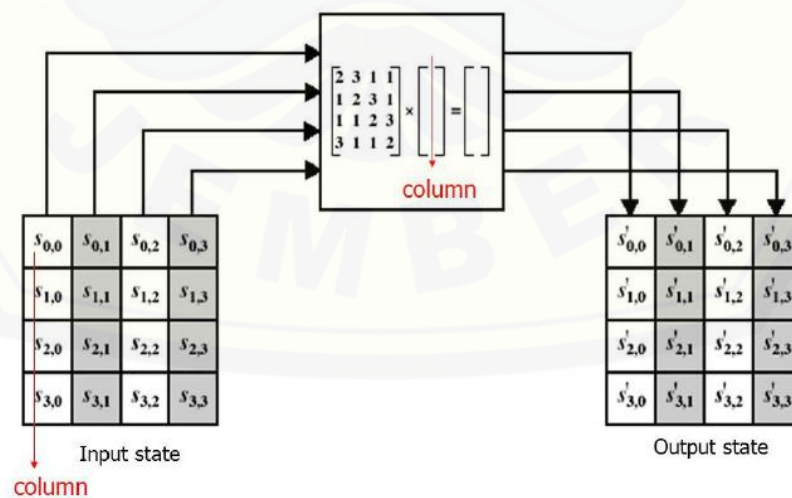 2 3 1 1
1 2 3 1
1 1 2 3
3 1 1 2
× =
column
s0,0 s0,1 s0,2 s0,3
s1,0 s1,1 s1,2 s1,3
s2,0 s2,1 s2,2 s2,3
s3,0 s3,1 s3,2 s3,3
Input state
column
s'0,0 s'0,1 s'0,2 s'0,3
s'1,0 s'1,1 s'1,2 s'1,3
s'2,0 s'2,1 s'2,2 s'2,3
s'3,0 s'3,1 s'3,2 s'3,3
Output state
JEMBER